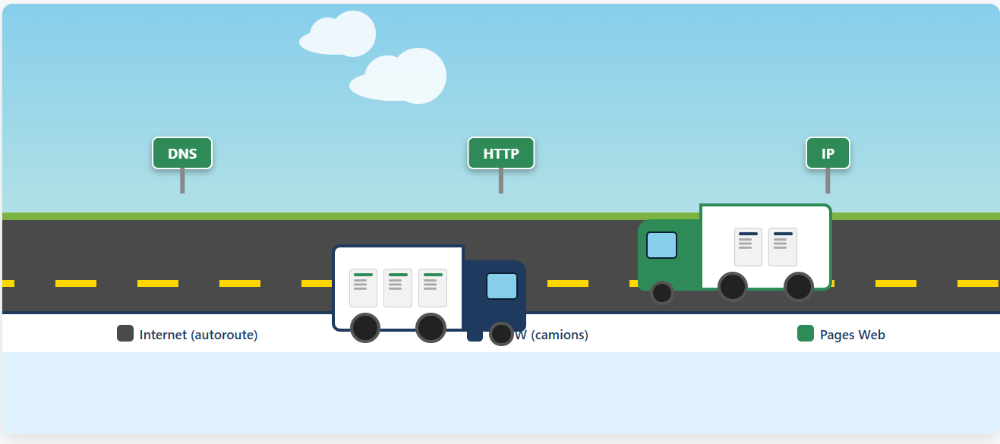 DNS
HTTP
IP
Internet (autoroute)
W (camions)
Pages Web